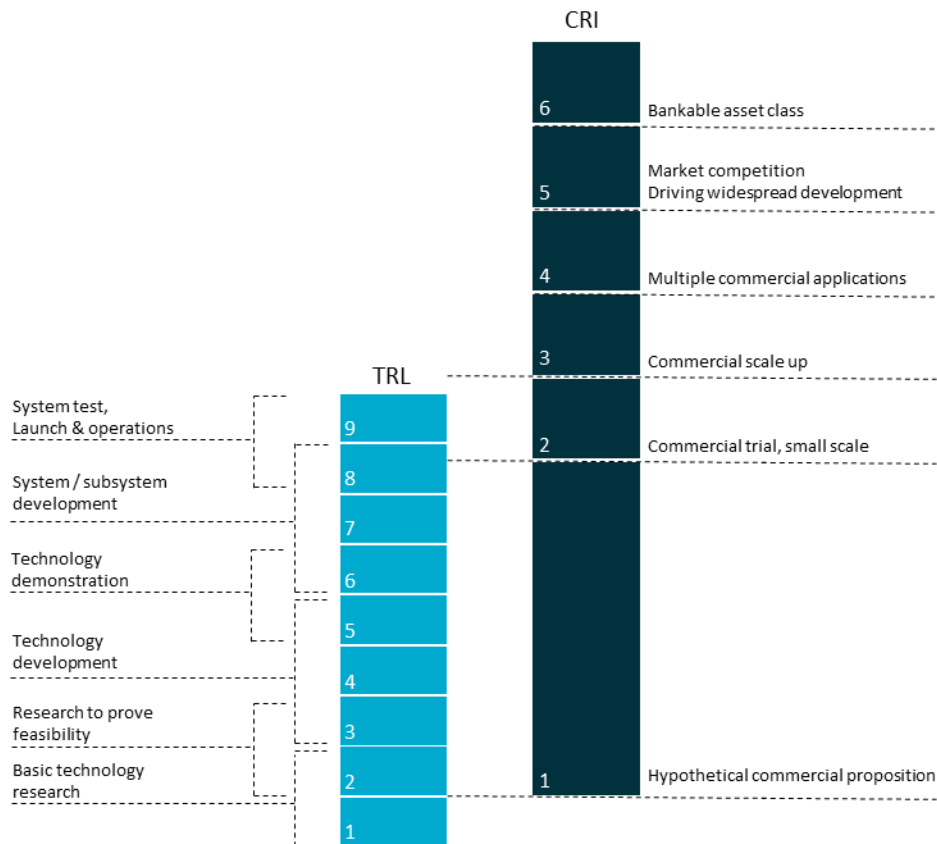 CRI
6
Bankable asset class
Market competition
5
Driving widespread development
4
Multiple commercial applications
3
Commercial scale up
TRL
System test,
Launch & operations
9
2
Commercial trial, small scale
System / subsystem
development
8
7
Technology
demonstration
6
5
Technology
development
4
Research to prove
feasibility
3
Basic technology
research
2
1
Hypothetical commercial proposition
1